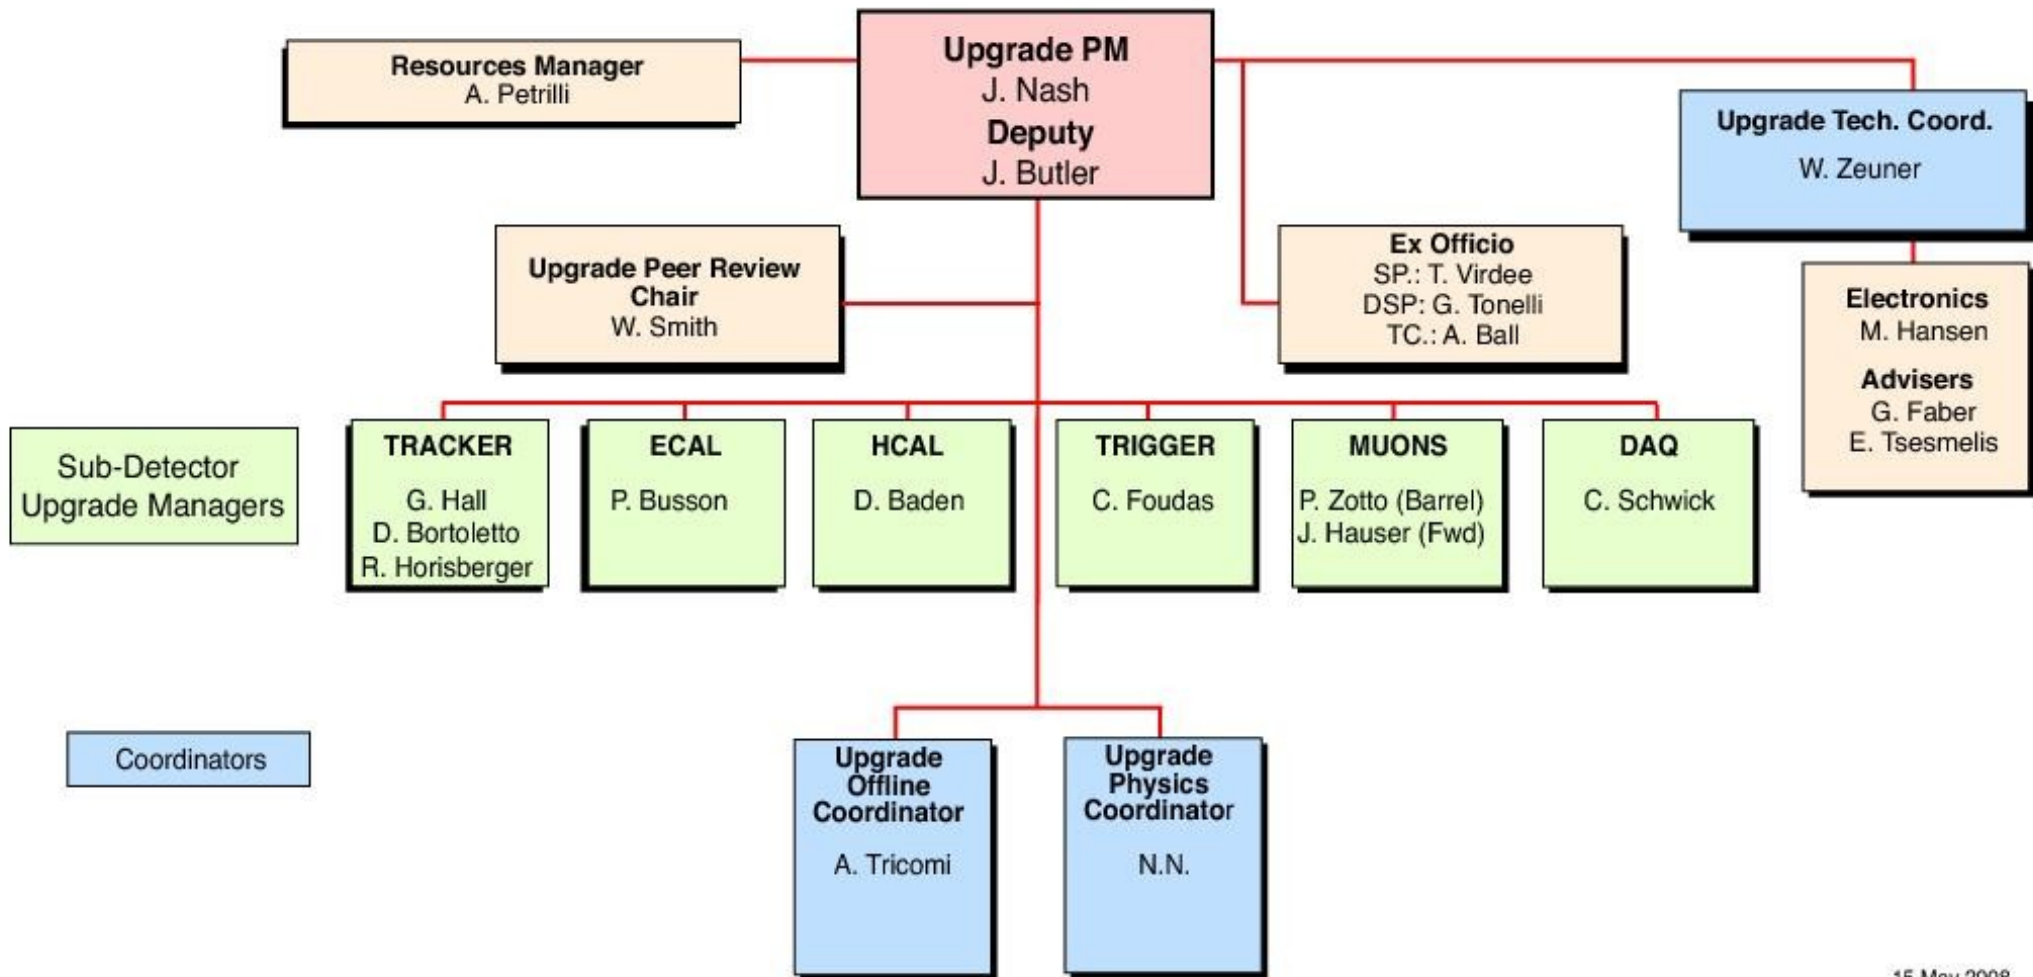 Resources Manager
A. Petrilli
Upgrade PM
J. Nash
Deputy
J. Butler
Upgrade Tech. Coord.
W. Zeuner
Upgrade Peer Review
Chair
W. Smith
Ex Officio
SP.: T. Virdee
DSP: G. Tonelli
TC.: A. Ball
Electronics
M. Hansen
Advisers
G. Faber
E. Tsesmelis
Sub-Detector
Upgrade Managers
TRACKER
G. Hall
D. Bortoletto
R. Horisberger
ECAL
P. Busson
HCAL
D. Baden
TRIGGER
C. Foudas
MUONS
P. Zotto (Barrel)
J. Hauser (Fwd)
DAQ
C. Schwick
Coordinators
Upgrade
Offline
Coordinator
A. Tricomi
Upgrade
Physics
Coordinator
N.N.
15 May 2008